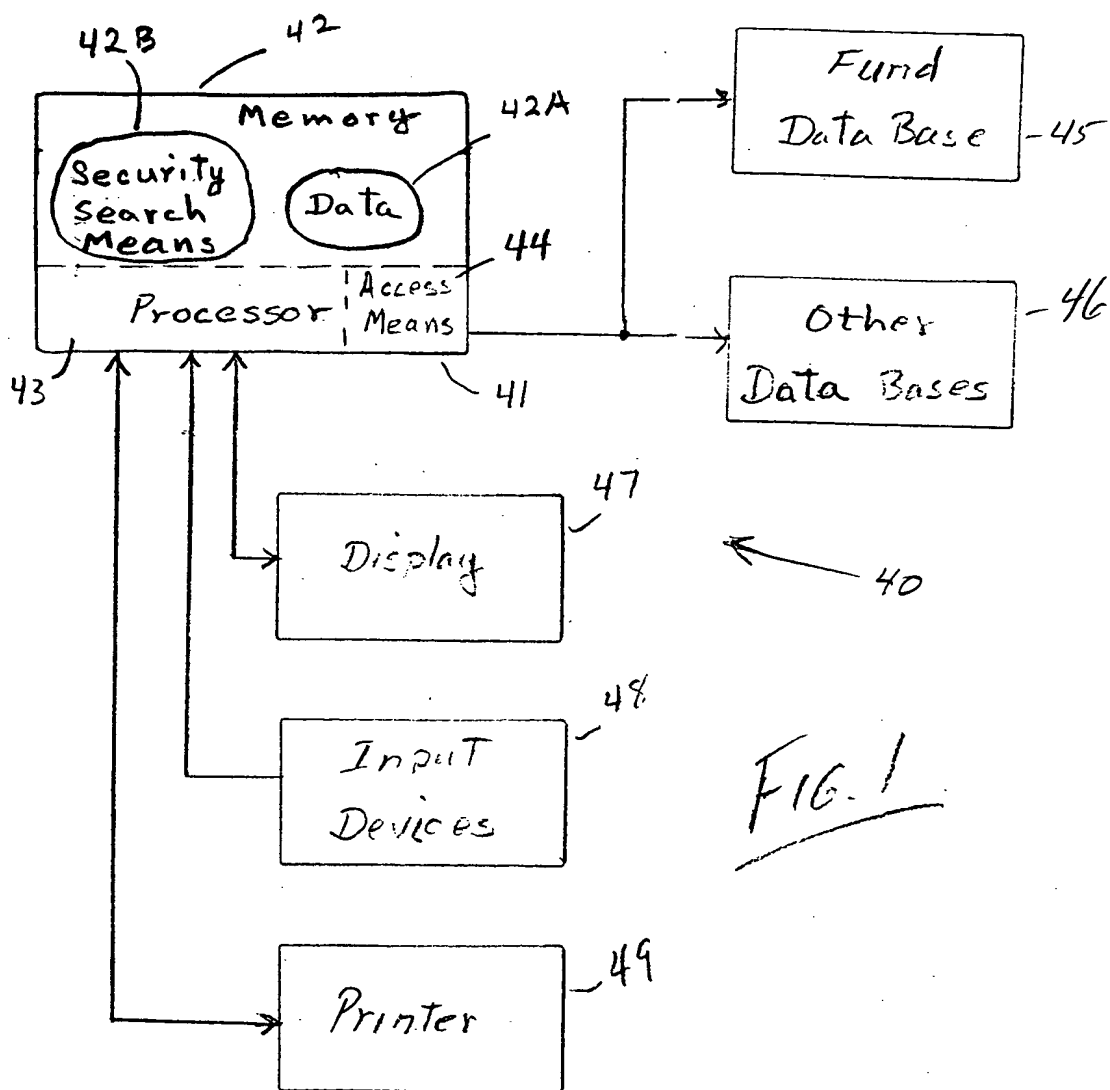 42B
42
Memory
42A
Security
Search
Means
Data
44
Processor
Access
Means
43
41
Fund
Data Base
45
Other
Data Bases
46
47
Display
40
48
Input
Devices
FIG. 1
49
Printer